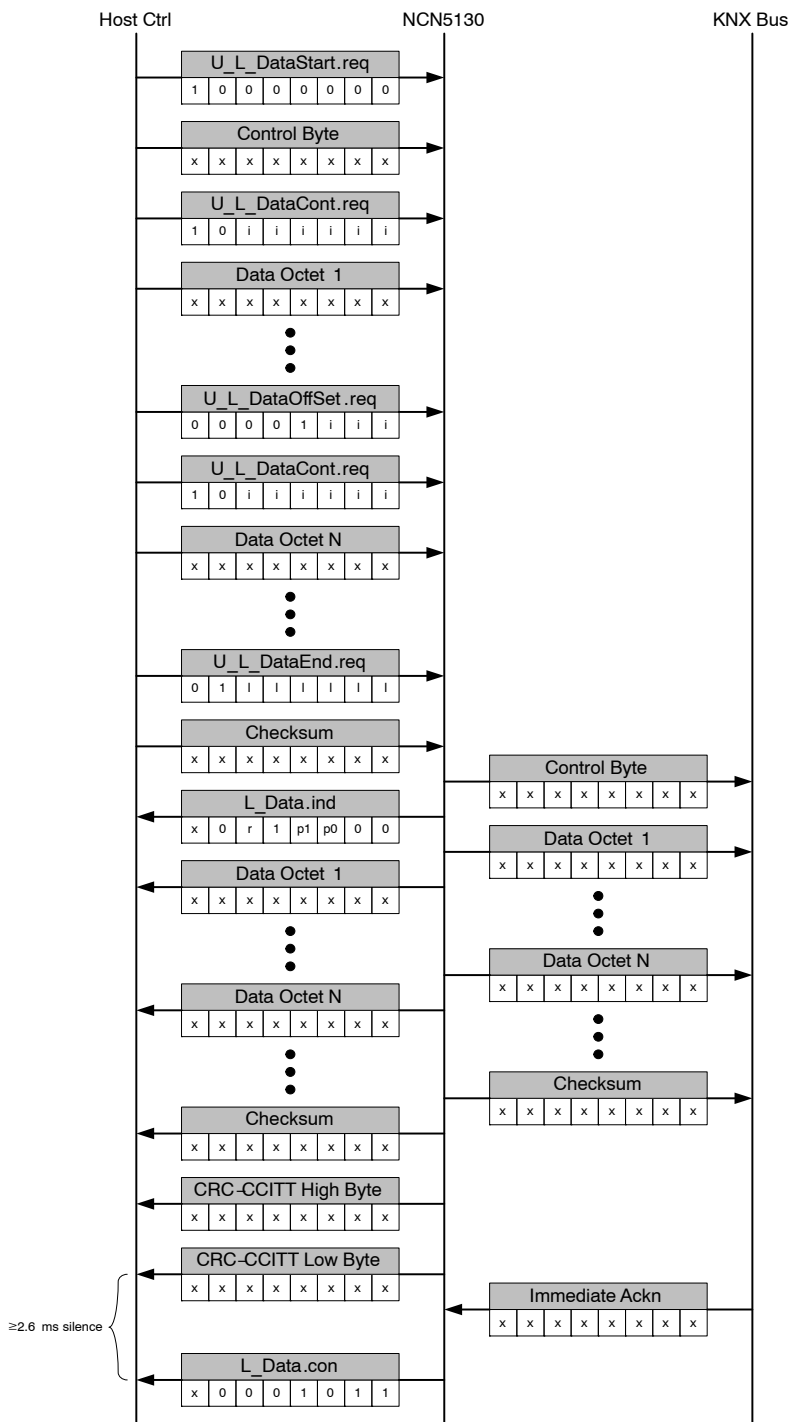 Host Ctrl NCN5130 KNX Bus
U_L_DataStart.req
1 0 0 0 0 0 0 0
Control Byte
x x x x x x x x
U_L_DataCont.req
1 0 i i i i i i
Data Octet 1
x x x x x x x x
U_L_DataOffSet.req
0 0 0 0 1 i i i
U_L_DataCont.req
1 0 i i i i i i
Data Octet N
x x x x x x x x
U_L_DataEnd.req
0 1 l l l l l l
Checksum
x x x x x x x x
Control Byte
x x x x x x x x
L_Data.ind
x 0 r 1 p1 p0 0 0
Data Octet 1
x x x x x x x x
Data Octet 1
x x x x x x x x
Data Octet N
x x x x x x x x
Data Octet N
x x x x x x x x
Checksum
x x x x x x x x
Checksum
x x x x x x x x
CRC-CCITT High Byte
x x x x x x x x
CRC-CCITT Low Byte
x x x x x x x x
Immediate Ackn
x x x x x x x x
≥2.6 ms silence
L_Data.con
x 0 0 0 1 0 1 1